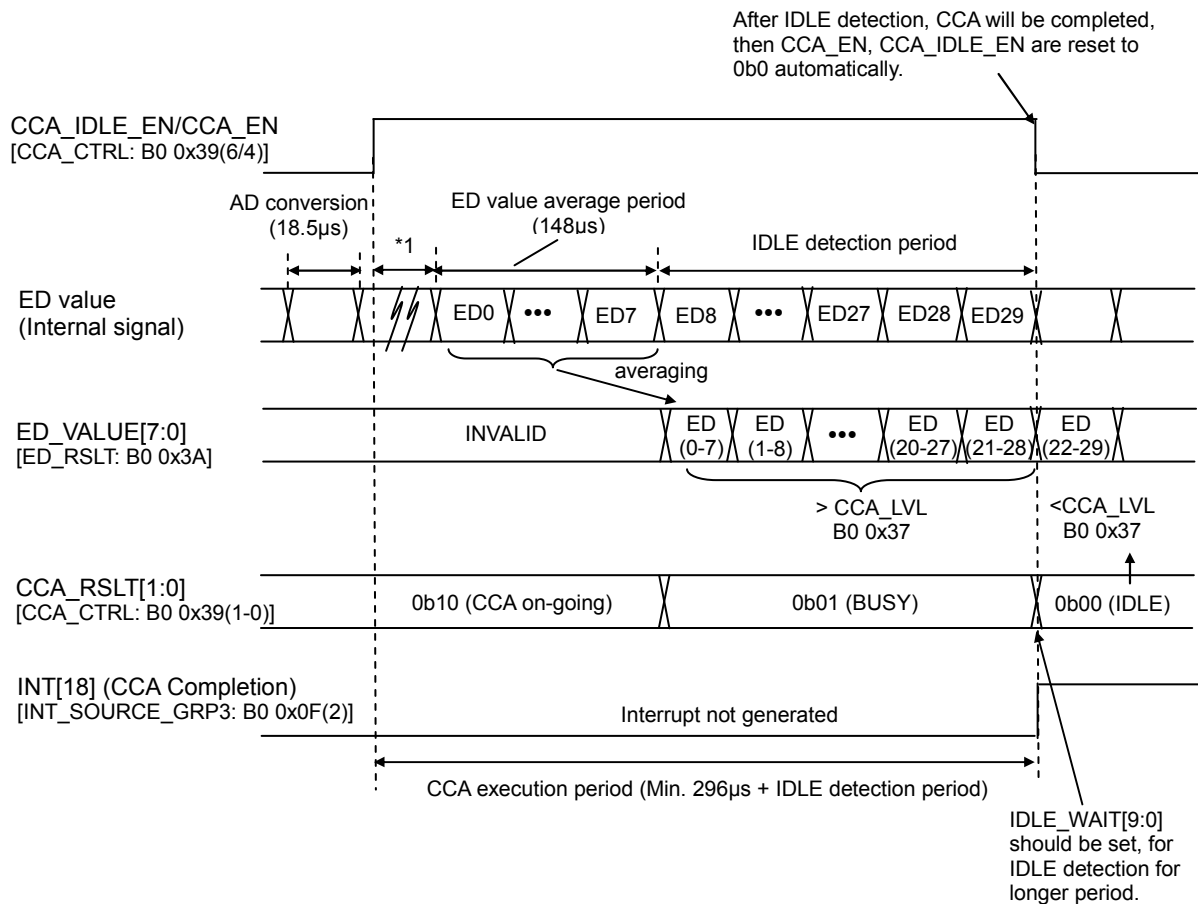 After IDLE detection, CCA will be completed,
then CCA_EN, CCA_IDLE_EN are reset to
0b0 automatically.
CCA_IDLE_EN/CCA_EN
[CCA_CTRL: B0 0x39(6/4)]
AD conversion
(18.5µs)
ED value average period
(148µs)
*1
IDLE detection period
ED value
(Internal signal)
ED0 ••• ED7 ED8 ••• ED27 ED28 ED29
averaging
ED_VALUE[7:0]
[ED_RSLT: B0 0x3A]
INVALID
ED
(0-7)
ED
(1-8)
•••
ED
(20-27)
ED
(21-28)
ED
(22-29)
> CCA_LVL
B0 0x37
<CCA_LVL
B0 0x37
CCA_RSLT[1:0]
[CCA_CTRL: B0 0x39(1-0)]
0b10 (CCA on-going)
0b01 (BUSY)
0b00 (IDLE)
INT[18] (CCA Completion)
[INT_SOURCE_GRP3: B0 0x0F(2)]
Interrupt not generated
CCA execution period (Min. 296µs + IDLE detection period)
IDLE_WAIT[9:0]
should be set, for
IDLE detection for
longer period.